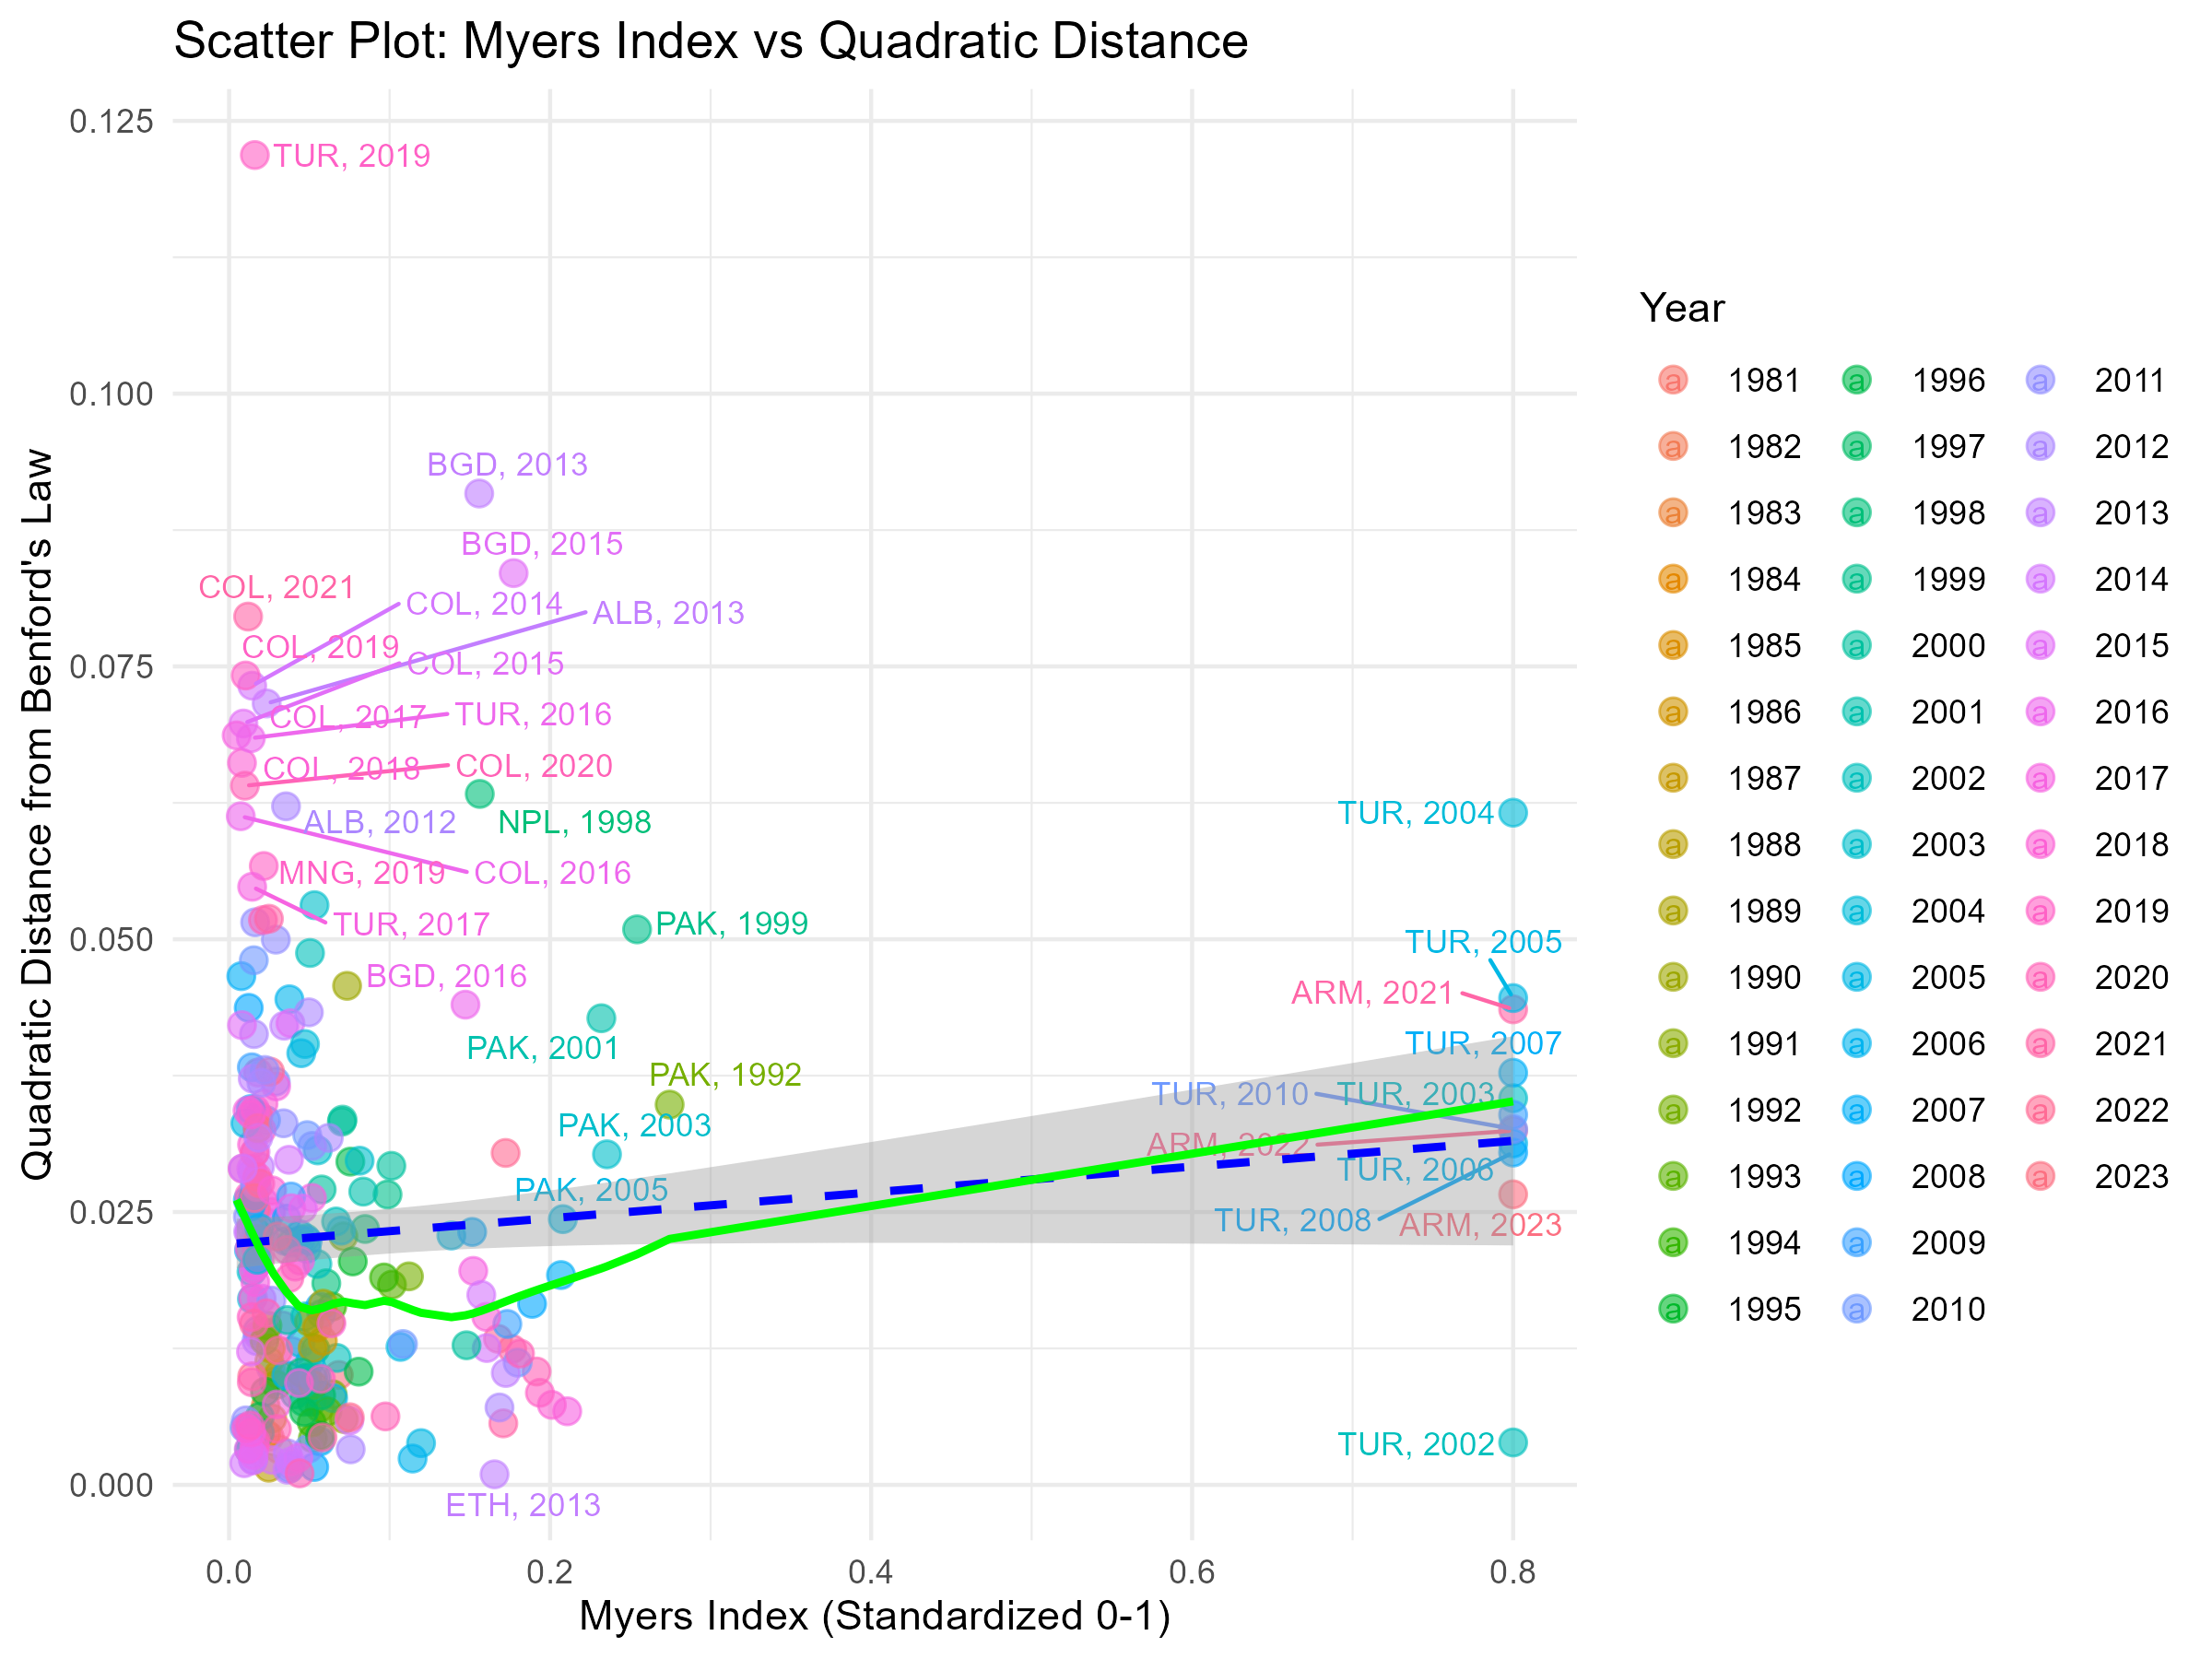 Scatter Plot: Myers Index vs Quadratic Distance
Quadratic Distance from Benford's Law
0.125
0.100
0.075
0.050
0.025
0.000
TUR, 2019
BGD, 2013
BGD, 2015
COL, 2021
COL, 2014
ALB, 2013
COL, 2019
COL, 2015
COL, 2017
TUR, 2016
COL, 2018
COL, 2020
ALB, 2012
NPL, 1998
TUR, 2004
MNG, 2019
COL, 2016
TUR, 2017
PAK, 1999
TUR, 2005
BGD, 2016
ARM, 2021
PAK, 2001
TUR, 2007
PAK, 1992
TUR, 2010
TUR, 2003
PAK, 2003
ARM, 2022
TUR, 2006
PAK, 2005
TUR, 2008
ARM, 2023
TUR, 2002
ETH, 2013
0.0
0.2
0.4
0.6
0.8
Myers Index (Standardized 0-1)
Year
a 1981
a 1982
a 1983
a 1984
a 1985
a 1986
a 1987
a 1988
a 1989
a 1990
a 1991
a 1992
a 1993
a 1994
a 1995
a 1996
a 1997
a 1998
a 1999
a 2000
a 2001
a 2002
a 2003
a 2004
a 2005
a 2006
a 2007
a 2008
a 2009
a 2010
a 2011
a 2012
a 2013
a 2014
a 2015
a 2016
a 2017
a 2018
a 2019
a 2020
a 2021
a 2022
a 2023